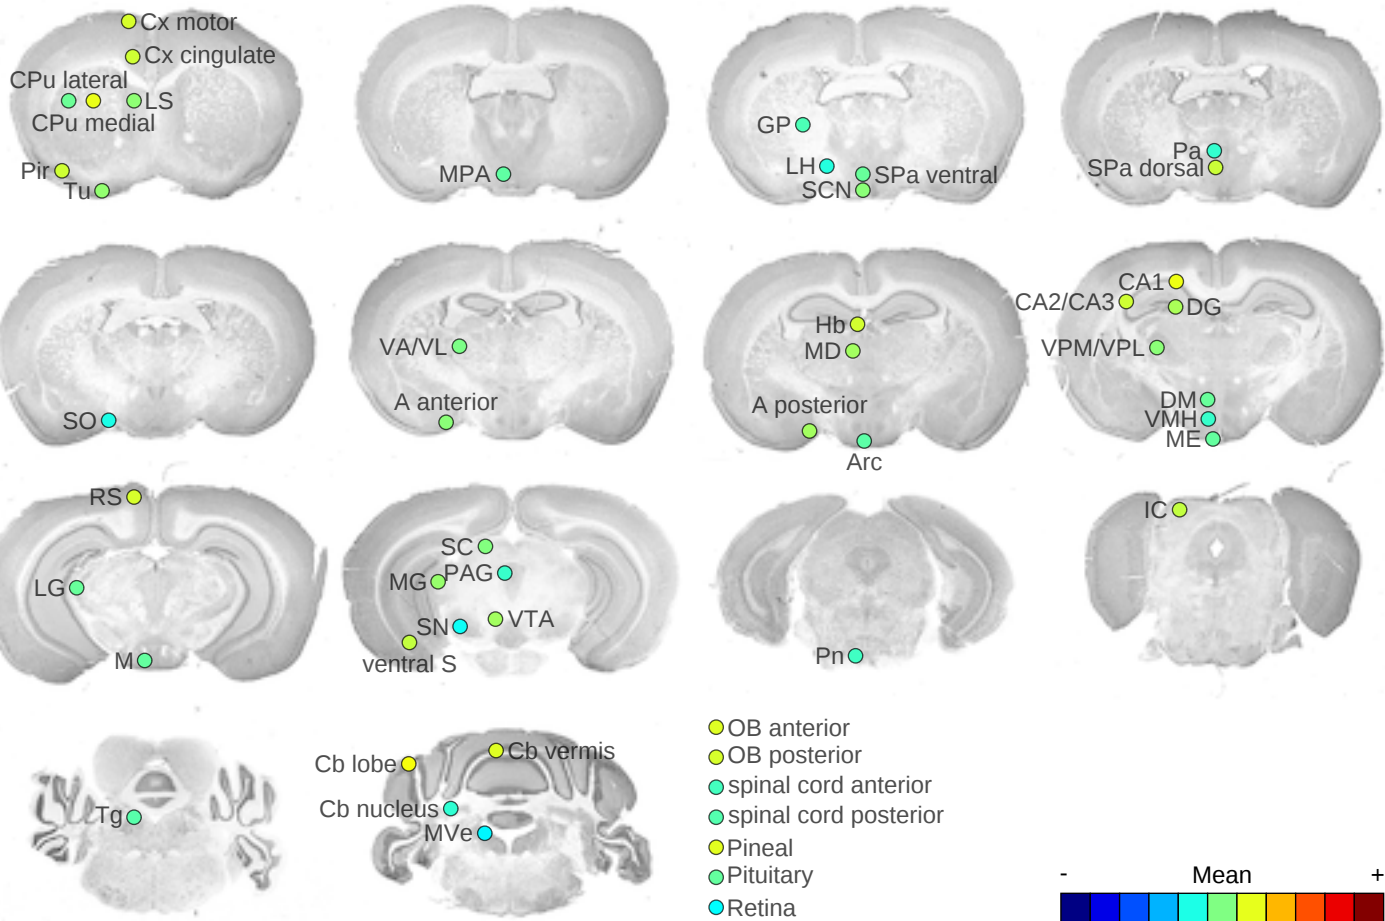 Cx motor
Cx cingulate
CPu lateral
LS
CPu medial
Pir
Tu
MPA
GP
LH
SPa ventral
SCN
Pa
SPa dorsal
SO
VA/VL
A anterior
Hb
MD
A posterior
Arc
CA1
CA2/CA3
DG
VPM/VPL
DM
VMH
ME
RS
LG
M
SC
PAG
MG
SN
VTA
ventral S
Pn
IC
Tg
Cb lobe
Cb vermis
Cb nucleus
MVe
OB anterior
OB posterior
spinal cord anterior
spinal cord posterior
Pineal
Pituitary
Retina
- Mean +